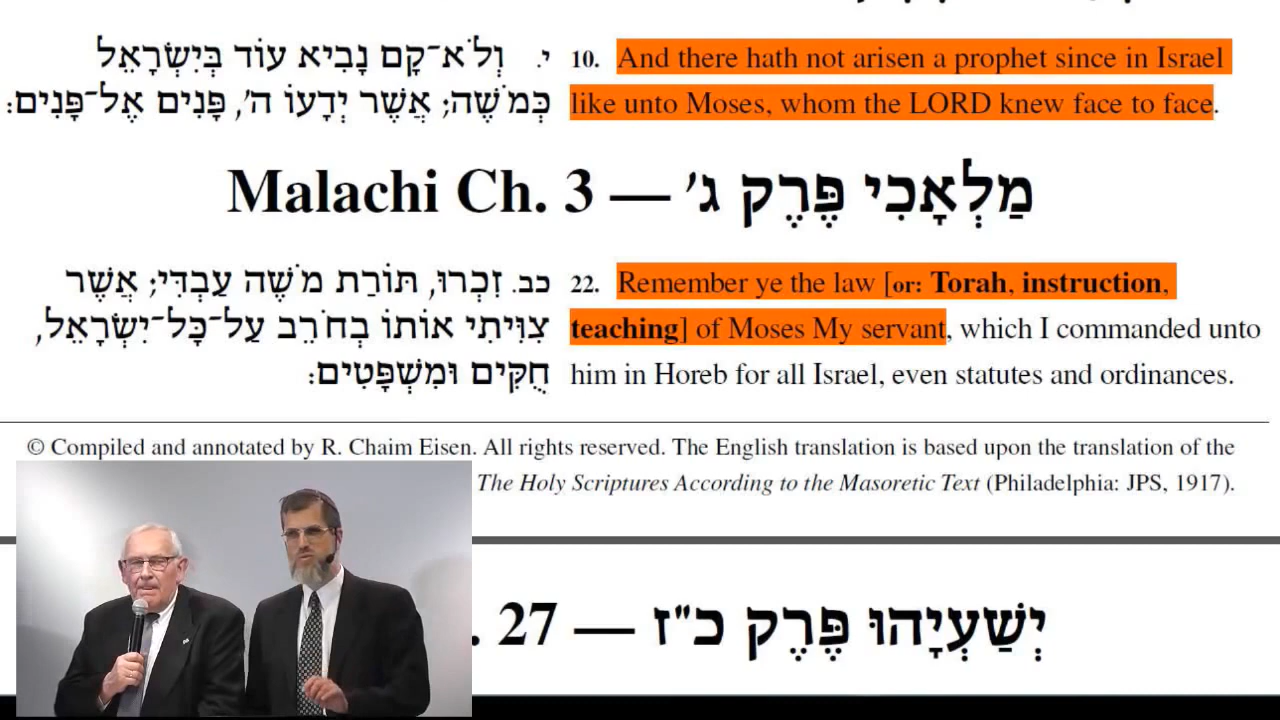 י. וְלֹא־קָם נָבִיא עוֹד בְּיִשְׂרָאֵל
כְּמֹשֶׁה; אֲשֶׁר יְדָעוֹ ה', פָּנִים אֶל־פָּנִים:
10. And there hath not arisen a prophet since in Israel
like unto Moses, whom the LORD knew face to face.
Malachi Ch. 3 — מַלְאָכִי פֶּרֶק ג'
כב. זִכְרוּ, תּוֹרַת מֹשֶׁה עַבְדִּי; אֲשֶׁר
צִוִּיתִי אוֹתוֹ בְחֹרֵב עַל־כָּל־יִשְׂרָאֵל,
חֻקִּים וּמִשְׁפָּטִים:
22. Remember ye the law [or: Torah, instruction,
teaching] of Moses My servant, which I commanded unto
him in Horeb for all Israel, even statutes and ordinances.
© Compiled and annotated by R. Chaim Eisen. All rights reserved. The English translation is based upon the translation of the
The Holy Scriptures According to the Masoretic Text (Philadelphia: JPS, 1917).
. 27 — יְשַׁעְיָהוּ פֶּרֶק כ"ז